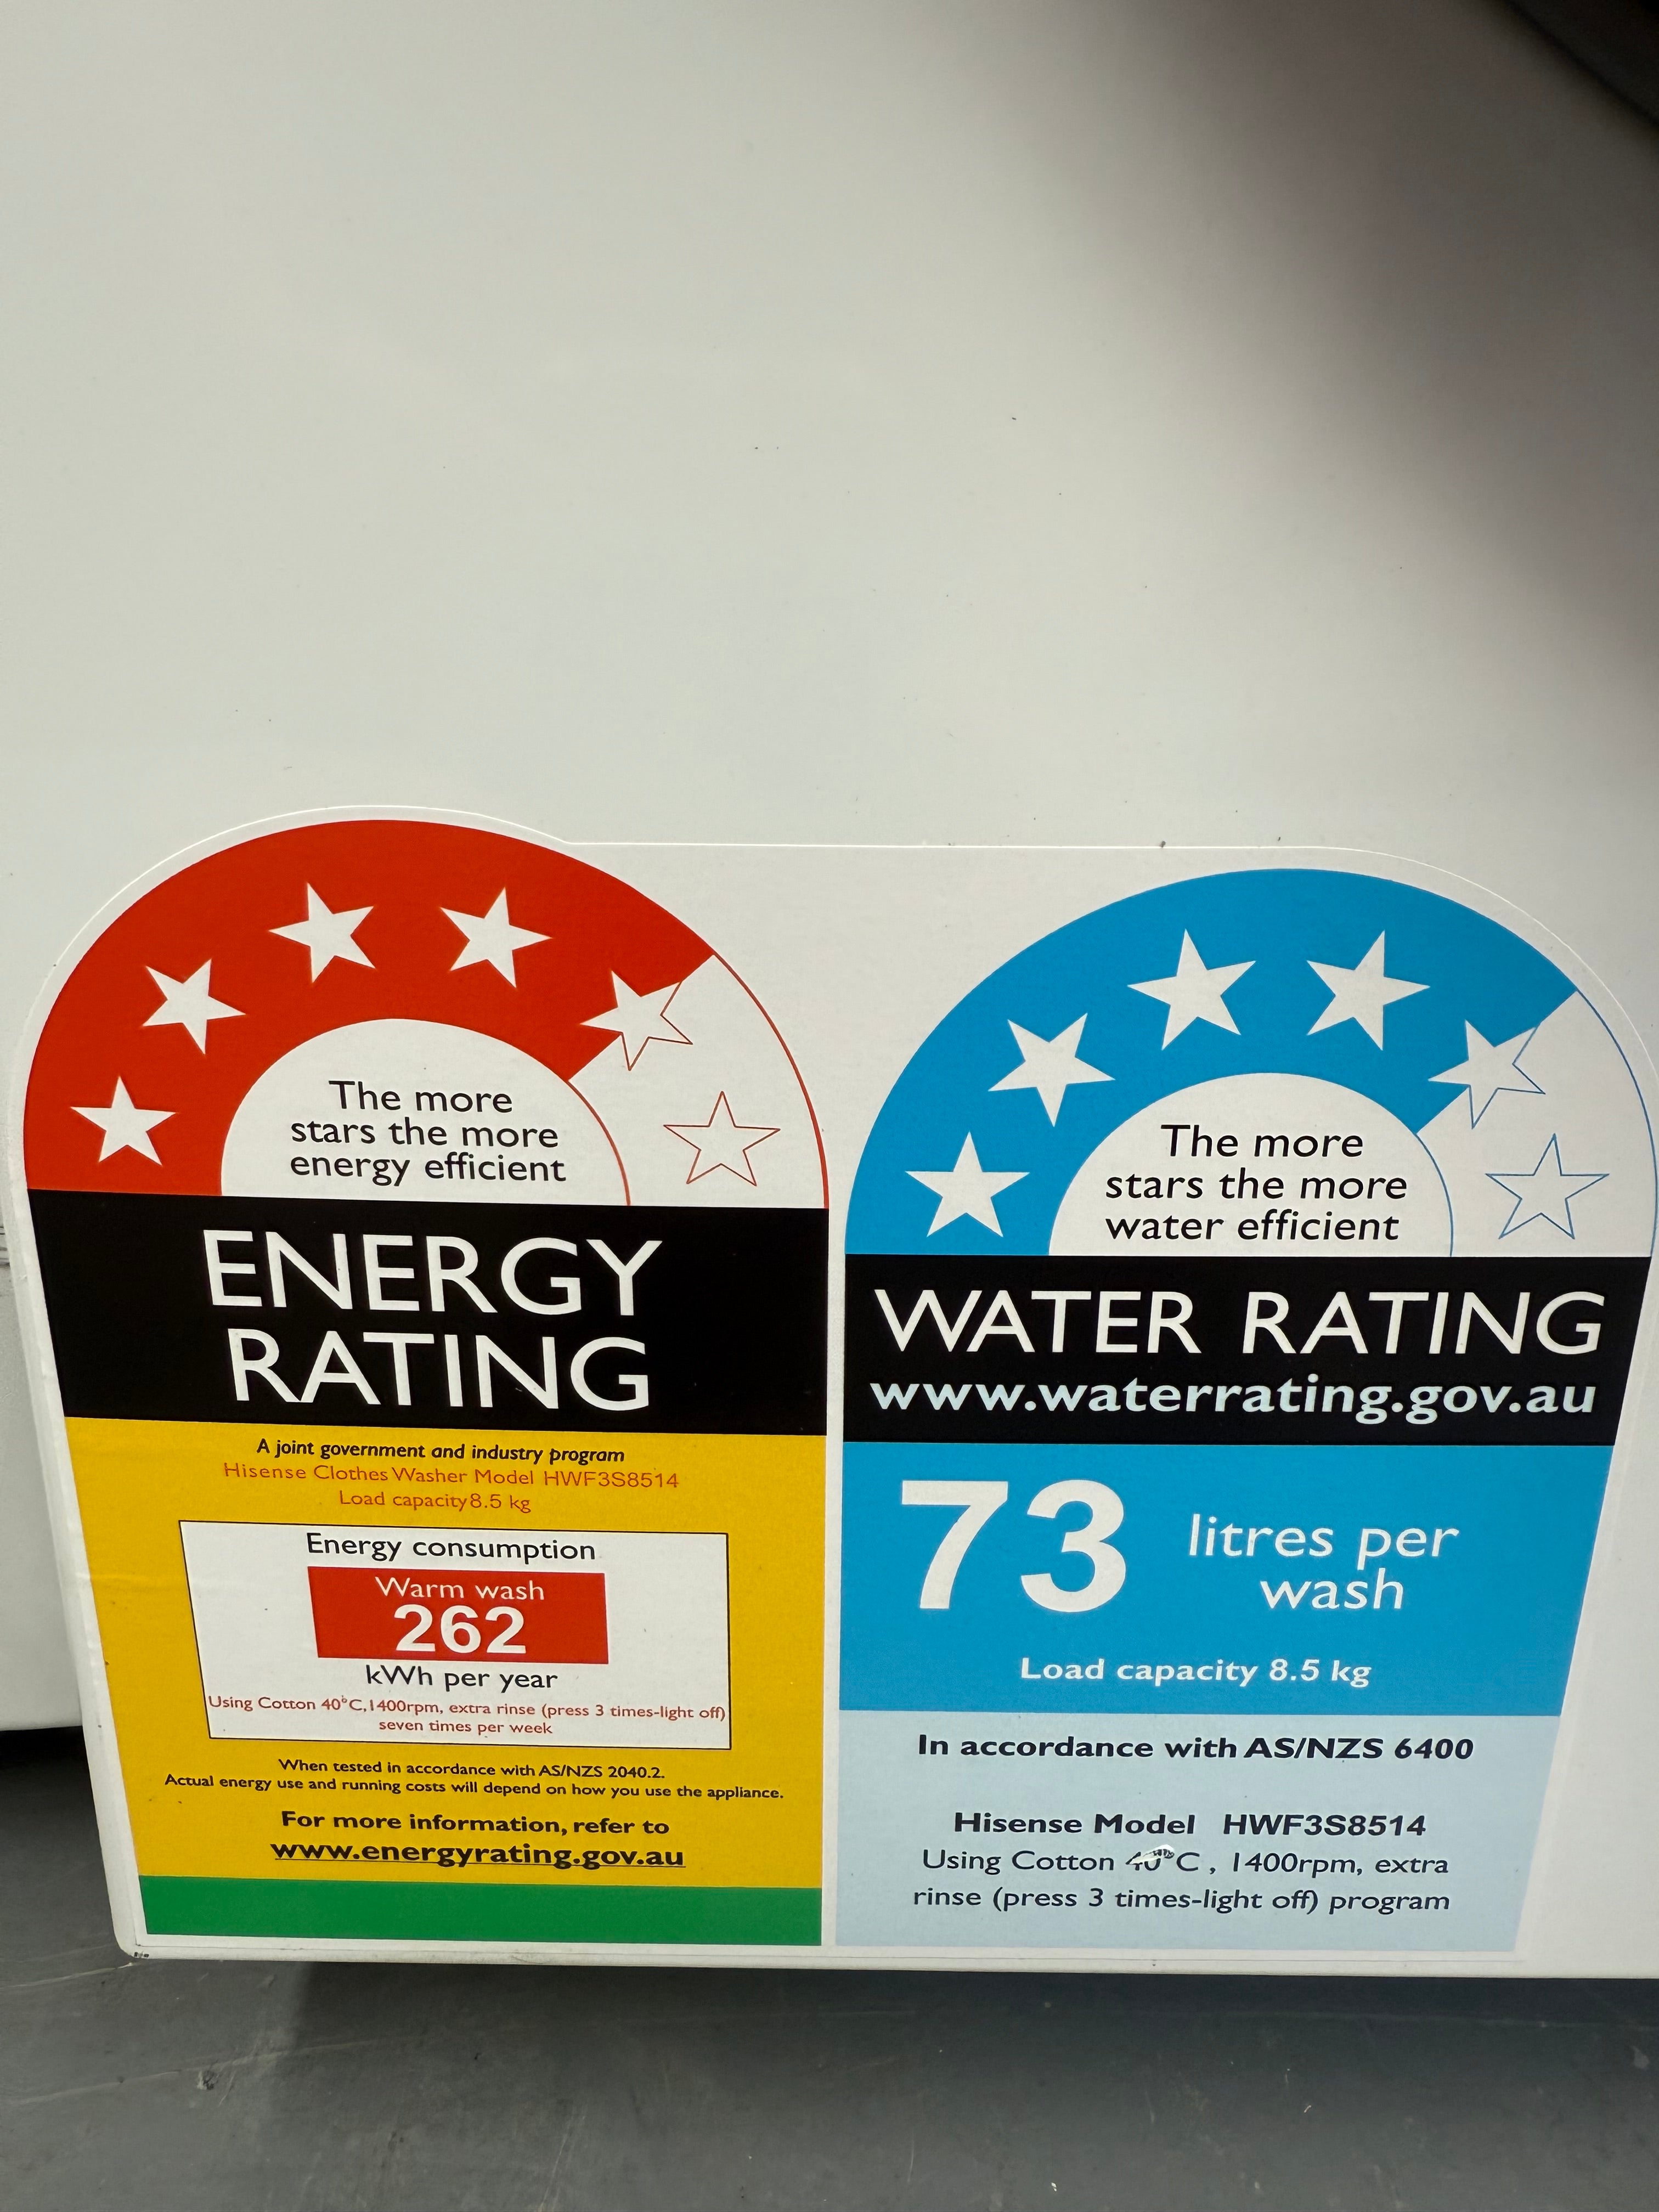 The more
stars the more
energy efficient
ENERGY
RATING
A joint government and industry program
Hisense Clothes Washer Model HWF3S8514
Load capacity 8.5 kg
Energy consumption
Warm wash
262
kWh per year
Using Cotton 40°C, 1400rpm, extra rinse (press 3 times-light off)
seven times per week
When tested in accordance with AS/NZS 2040.2.
Actual energy use and running costs will depend on how you use the appliance.
For more information, refer to
www.energyrating.gov.au
The more
stars the more
water efficient
WATER RATING
www.waterrating.gov.au
73 litres per
wash
Load capacity 8.5 kg
In accordance with AS/NZS 6400
Hisense Model HWF3S8514
Using Cotton 40°C , 1400rpm, extra
rinse (press 3 times-light off) program